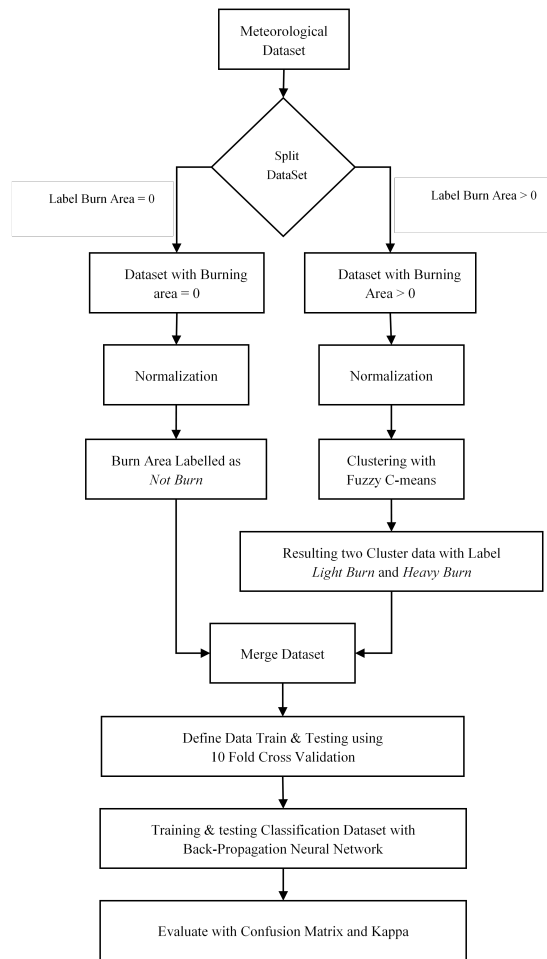 Meteorological
Dataset
Split
DataSet
Label Burn Area = 0
Label Burn Area > 0
Dataset with Burning
area = 0
Dataset with Burning
Area > 0
Normalization
Normalization
Burn Area Labelled as
Not Burn
Clustering with
Fuzzy C-means
Resulting two Cluster data with Label
Light Burn and Heavy Burn
Merge Dataset
Define Data Train & Testing using
10 Fold Cross Validation
Training & testing Classification Dataset with
Back-Propagation Neural Network
Evaluate with Confusion Matrix and Kappa